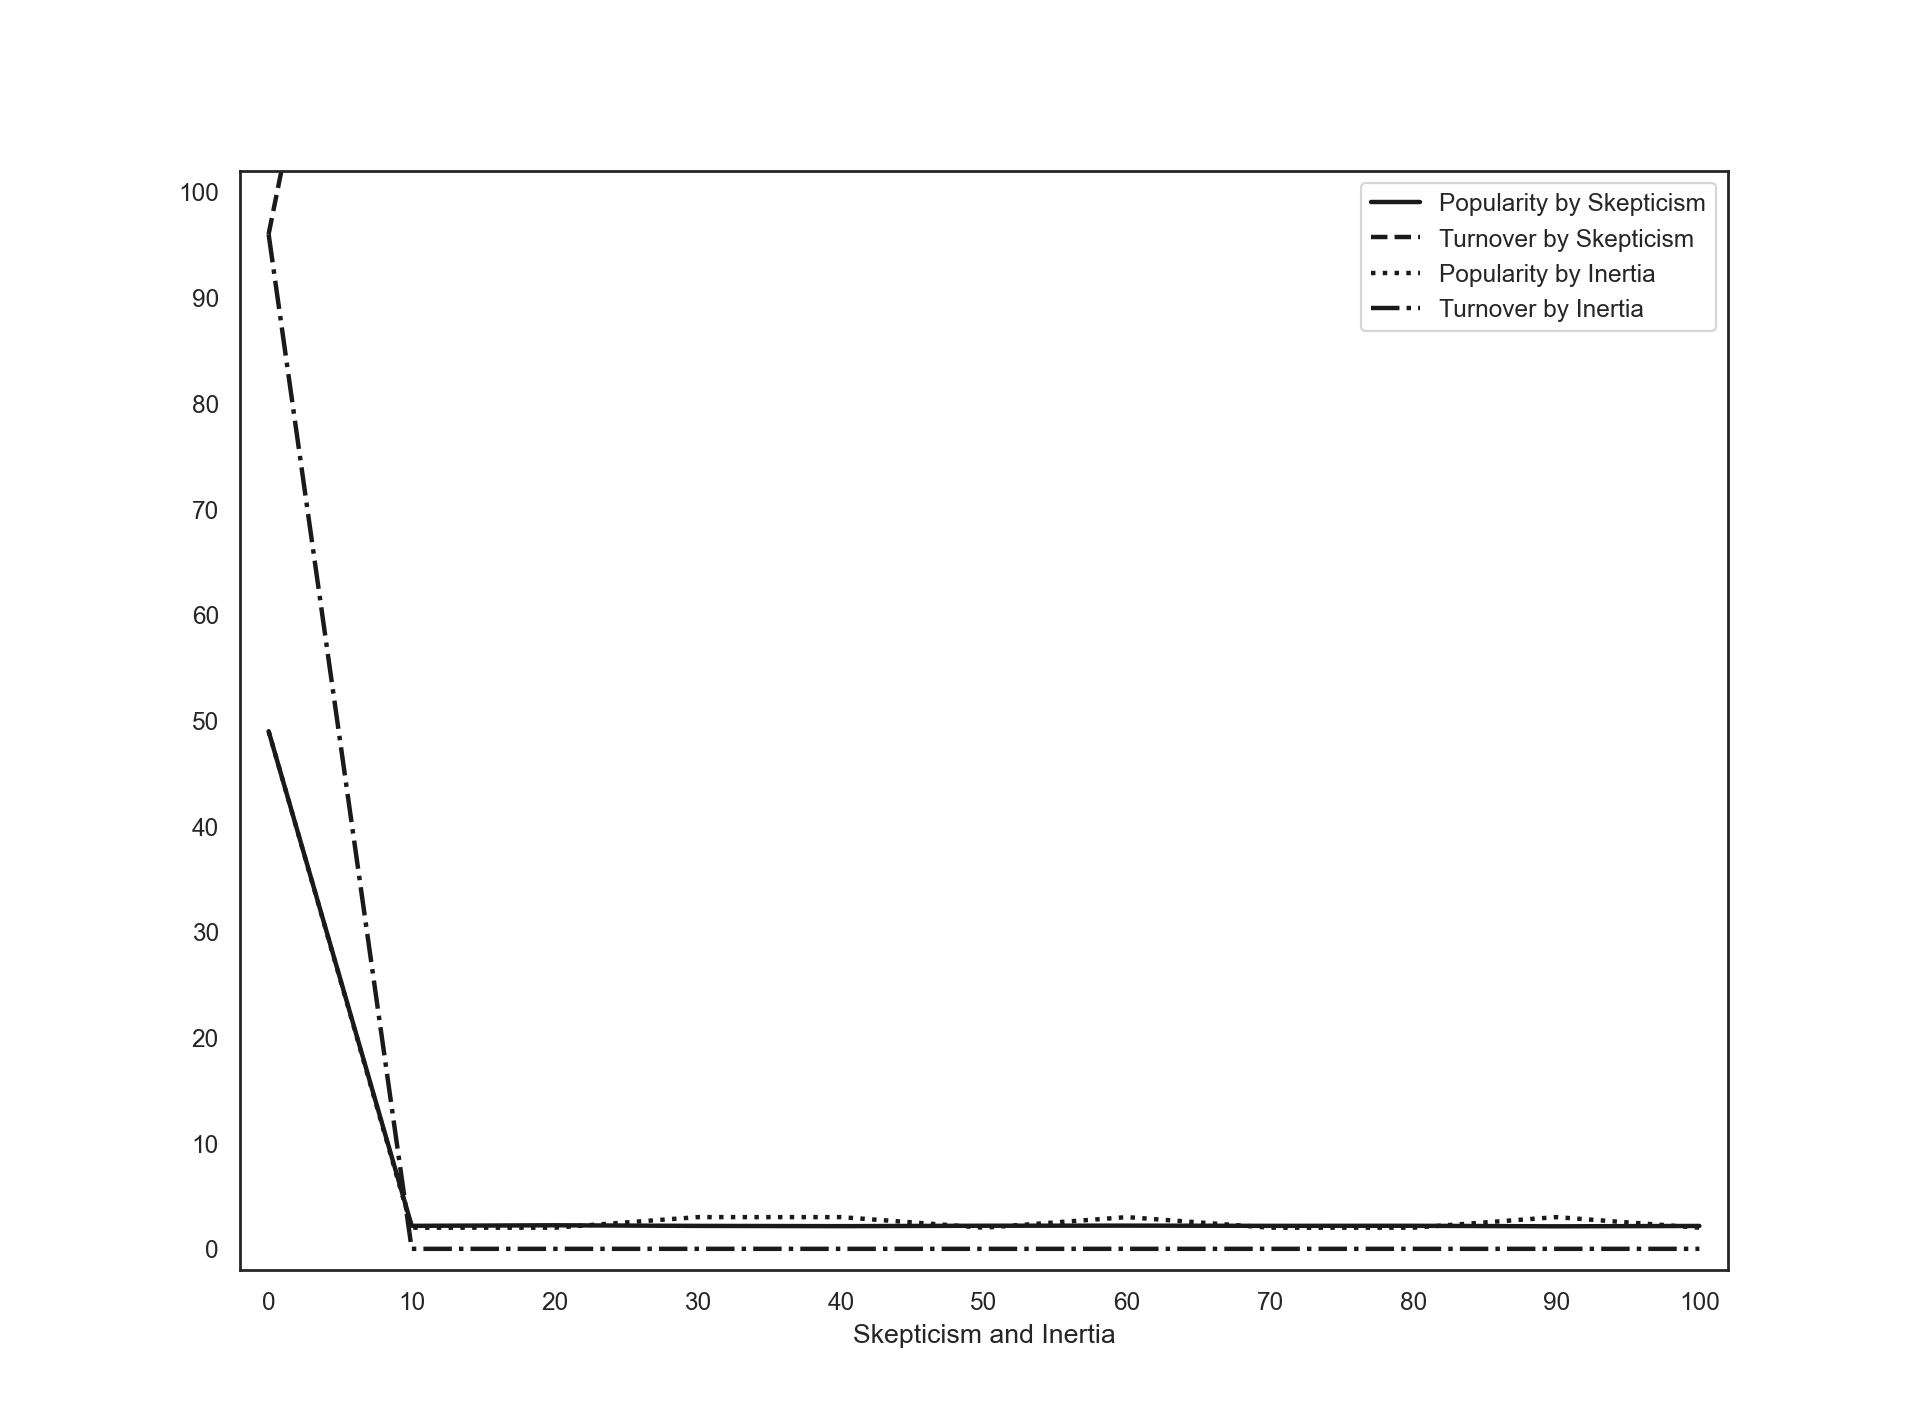 100
90
80
70
60
50
40
30
20
10
0
Popularity by Skepticism
Turnover by Skepticism
Popularity by Inertia
Turnover by Inertia
0 10 20 30 40 50 60 70 80 90 100
Skepticism and Inertia